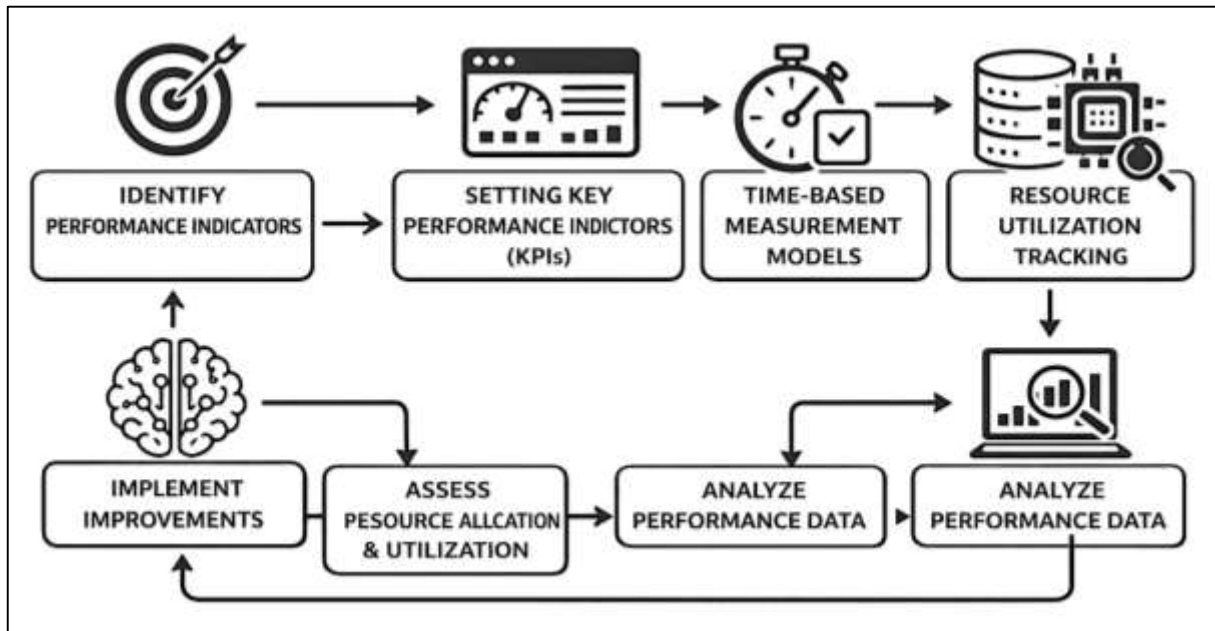 IDENTIFY
PERFORMANCE INDICATORS
SETTING KEY
PERFORMANCE INDICTORS
(KPIs)
TIME-BASED
MEASUREMENT
MODELS
RESOURCE
UTILIZATION
TRACKING
IMPLEMENT
IMPROVEMENTS
ASSESS
PESOURCE ALLCATION
& UTILIZATION
ANALYZE
PERFORMANCE DATA
ANALYZE
PERFORMANCE DATA